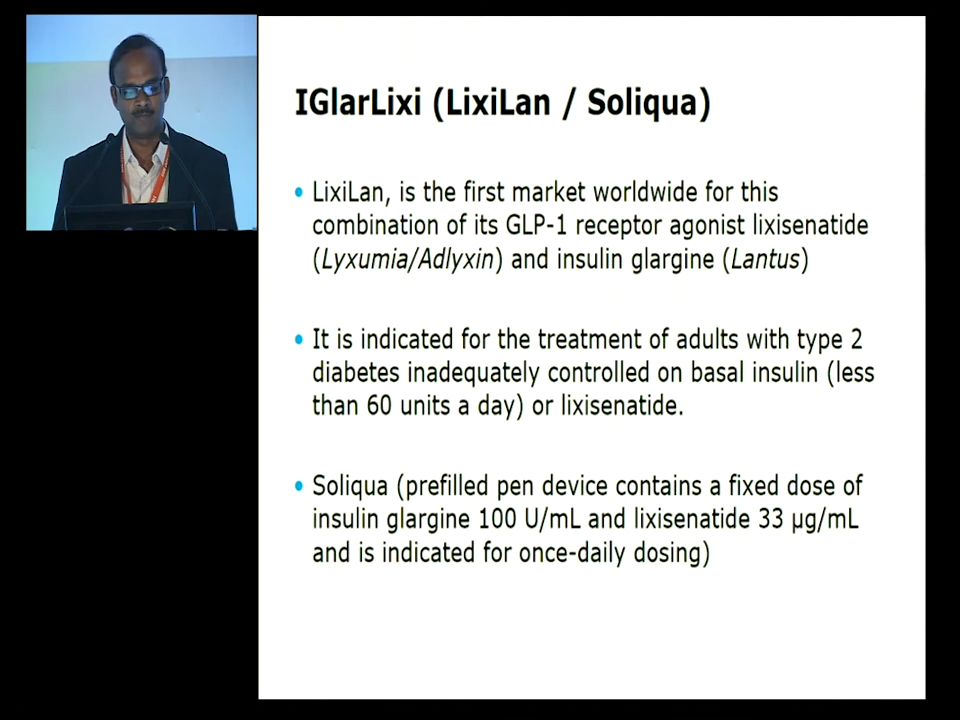 IGlarLixi (LixiLan / Soliqua)
• LixiLan, is the first market worldwide for this
combination of its GLP-1 receptor agonist lixisenatide
(Lyxumia/Adlyxin) and insulin glargine (Lantus)
• It is indicated for the treatment of adults with type 2
diabetes inadequately controlled on basal insulin (less
than 60 units a day) or lixisenatide.
• Soliqua (prefilled pen device contains a fixed dose of
insulin glargine 100 U/mL and lixisenatide 33 µg/mL
and is indicated for once-daily dosing)